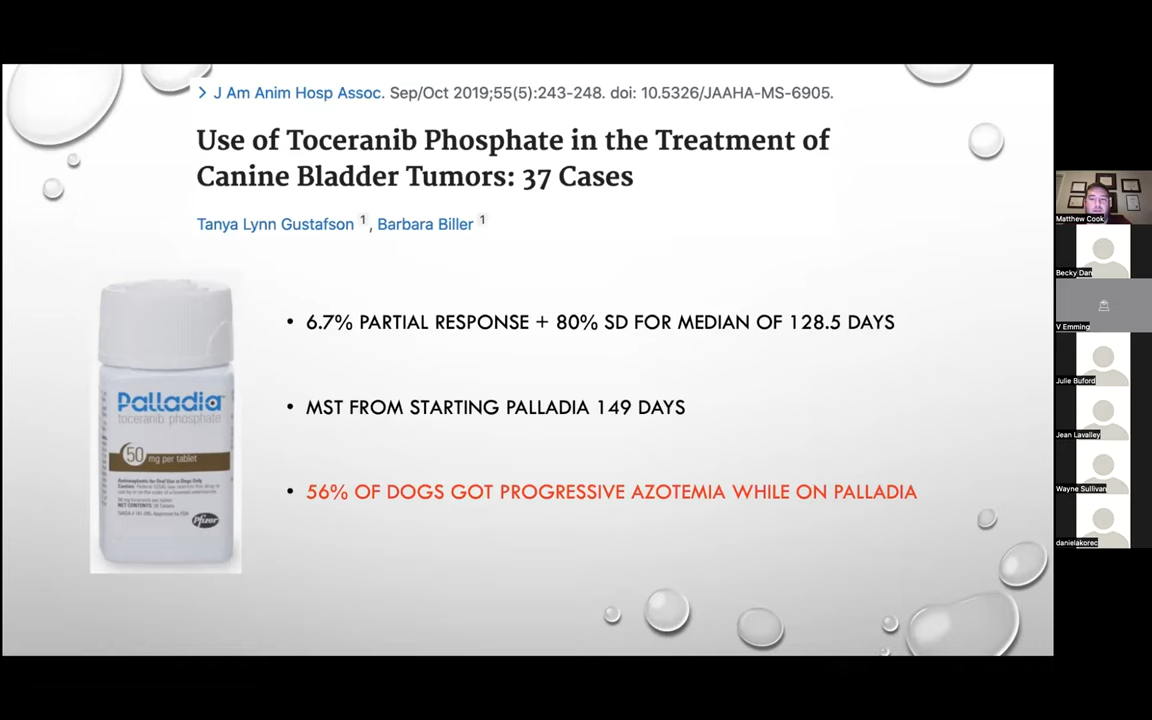 > J Am Anim Hosp Assoc. Sep/Oct 2019;55(5):243-248. doi: 10.5326/JAAHA-MS-6905.
Use of Toceranib Phosphate in the Treatment of
Canine Bladder Tumors: 37 Cases
Tanya Lynn Gustafson 1, Barbara Biller 1
• 6.7% PARTIAL RESPONSE + 80% SD FOR MEDIAN OF 128.5 DAYS
• MST FROM STARTING PALLADIA 149 DAYS
• 56% OF DOGS GOT PROGRESSIVE AZOTEMIA WHILE ON PALLADIA
Palladia
toceranib phosphate
50 mg per tablet
Pfizer
Matthew Cook
Becky Dan
V Emming
Julie Buford
Jean Lavalley
Wayne Sullivan
danielakorec